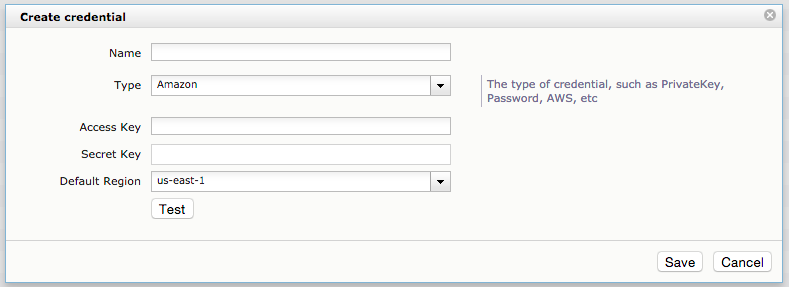 Create credential
Name
Type Amazon
The type of credential, such as PrivateKey,
Password, AWS, etc
Access Key
Secret Key
Default Region us-east-1
Test
Save Cancel